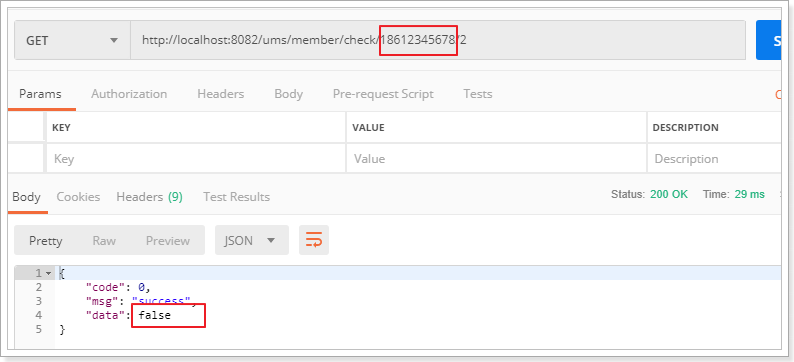 GET http://localhost:8082/ums/member/check/18612345678/2 S
Params Authorization Headers Body Pre-request Script Tests C
KEY VALUE DESCRIPTION
Key Value Description
Body Cookies Headers (9) Test Results Status: 200 OK Time: 29 ms
Pretty Raw Preview JSON
1 {
2 "code": 0,
3 "msg": "success",
4 "data": false
5 }